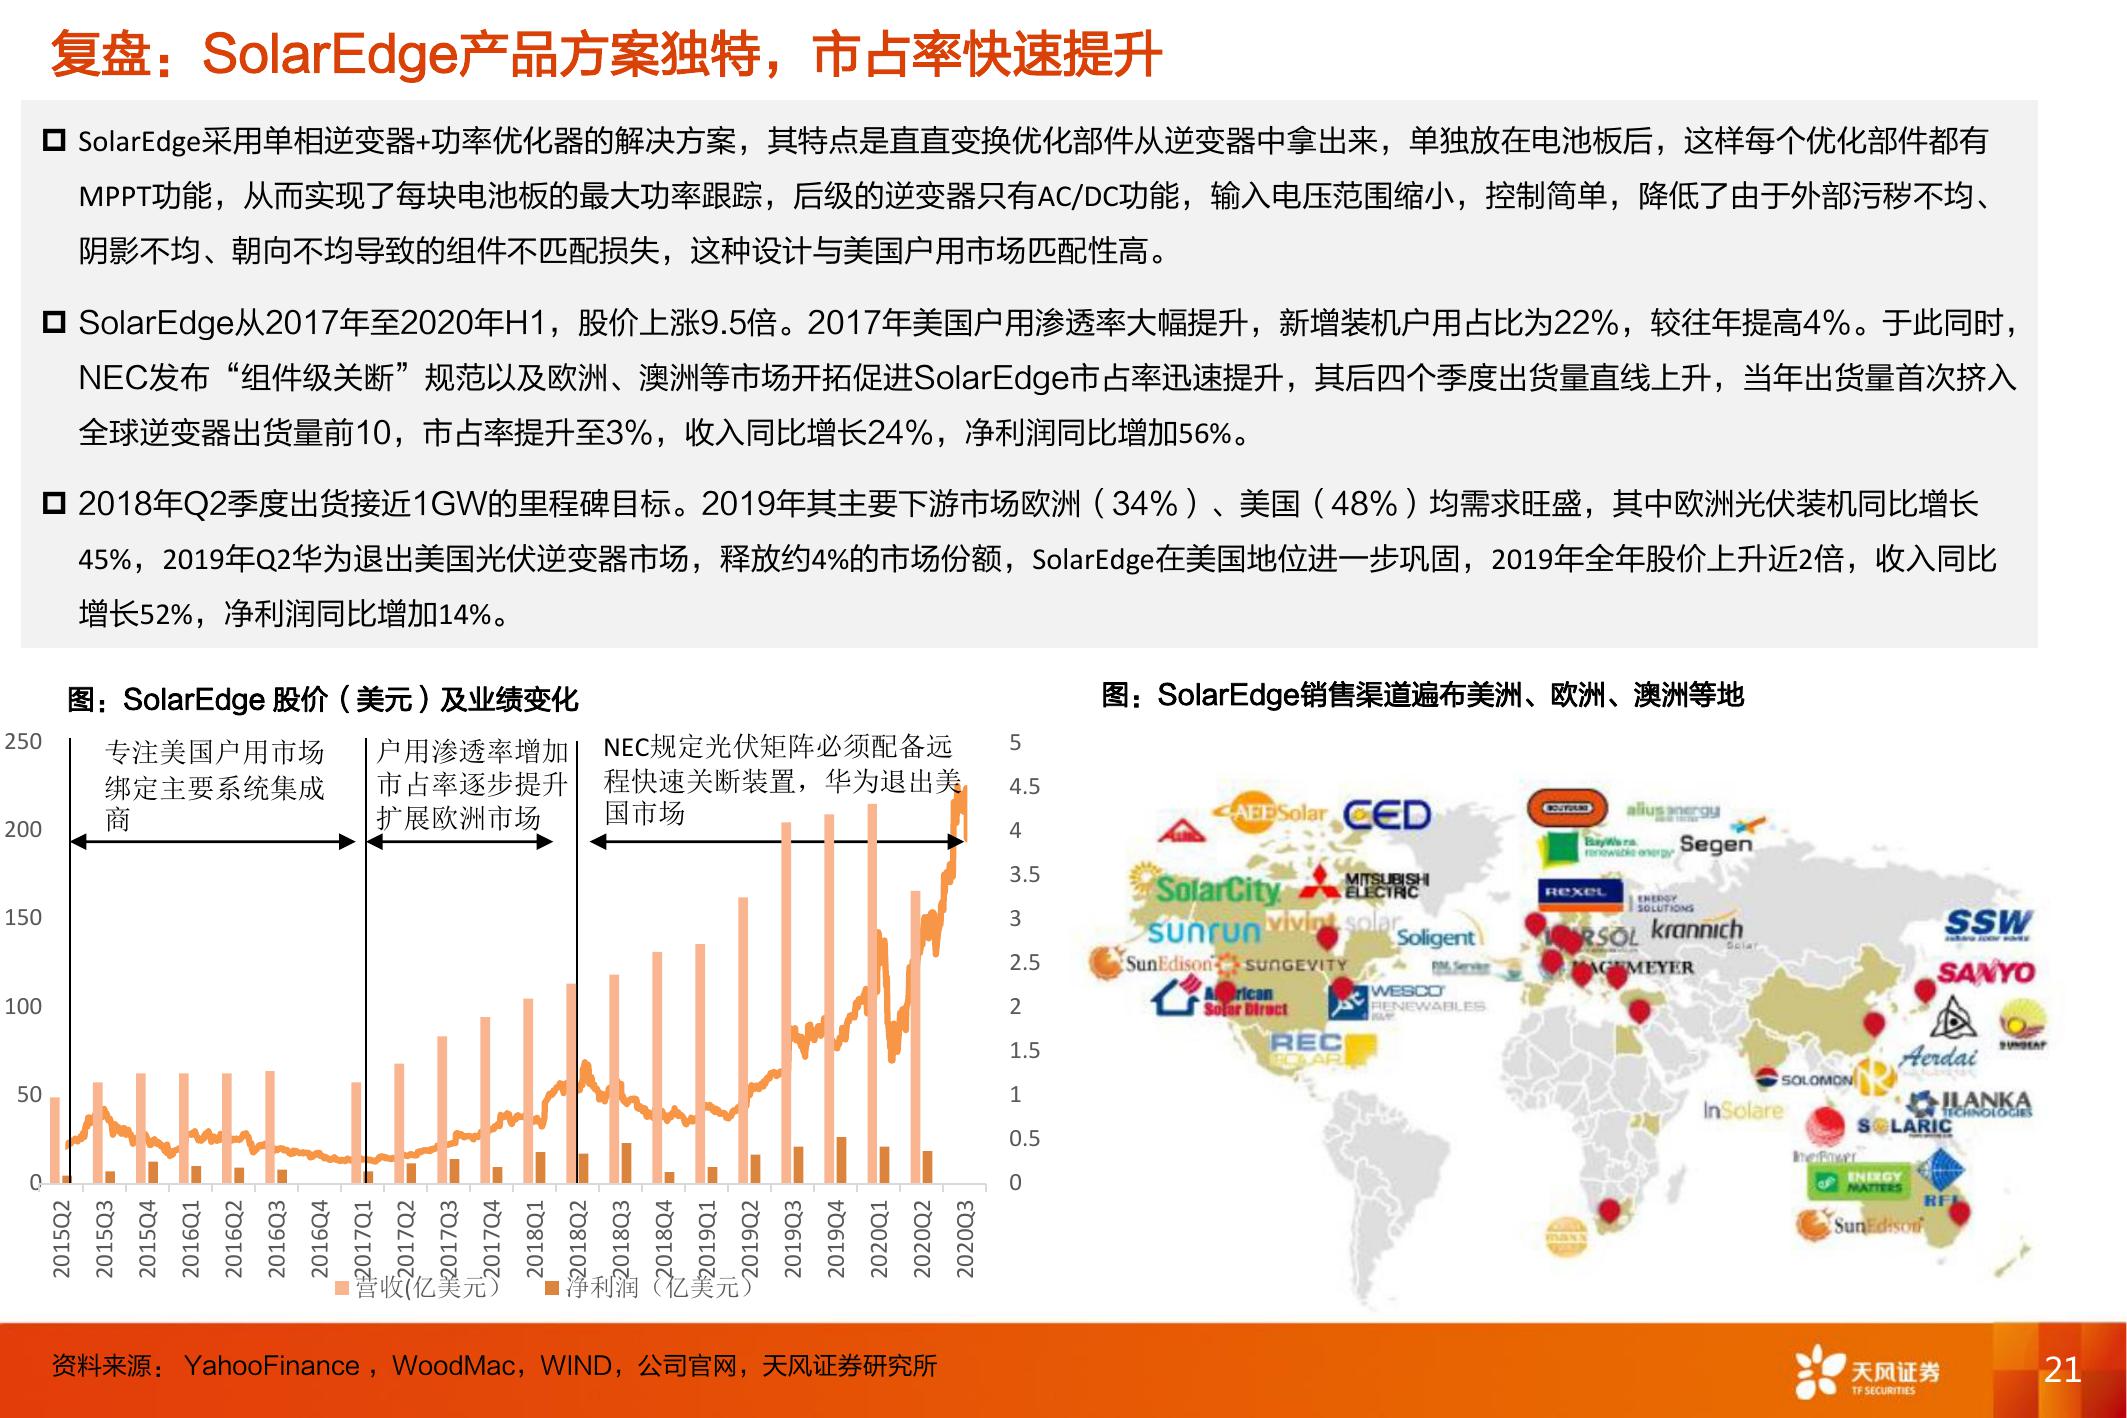 复盘：SolarEdge产品方案独特，市占率快速提升
SolarEdge采用单相逆变器+功率优化器的解决方案，其特点是直直变换优化部件从逆变器中拿出来，单独放在电池板后，这样每个优化部件都有
MPPT功能，从而实现了每块电池板的最大功率跟踪，后级的逆变器只有AC/DC功能，输入电压范围缩小，控制简单，降低了由于外部污秽不均、
阴影不均、朝向不均导致的组件不匹配损失，这种设计与美国户用市场匹配性高。
SolarEdge从2017年至2020年H1，股价上涨9.5倍。2017年美国户用渗透率大幅提升，新增装机户用占比为22%，较往年提高4%。于此同时，
NEC发布“组件级关断”规范以及欧洲、澳洲等市场开拓促进SolarEdge市占率迅速提升，其后四个季度出货量直线上升，当年出货量首次挤入
全球逆变器出货量前10，市占率提升至3%，收入同比增长24%，净利润同比增加56%。
2018年Q2季度出货接近1GW的里程碑目标。2019年其主要下游市场欧洲（34%）、美国（48%）均需求旺盛，其中欧洲光伏装机同比增长
45%，2019年Q2华为退出美国光伏逆变器市场，释放约4%的市场份额，SolarEdge在美国地位进一步巩固，2019年全年股价上升近2倍，收入同比
增长52%，净利润同比增加14%。
图：SolarEdge 股价（美元）及业绩变化
250
200
150
100
50
0
专注美国户用市场
绑定主要系统集成
商
户用渗透率增加
市占率逐步提升
扩展欧洲市场
NEC规定光伏矩阵必须配备远
程快速关断装置，华为退出美
国市场
5
4.5
4
3.5
3
2.5
2
1.5
1
0.5
0
2015Q2
2015Q3
2015Q4
2016Q1
2016Q2
2016Q3
2016Q4
2017Q1
2017Q2
2017Q3
2017Q4
2018Q1
2018Q2
2018Q3
2018Q4
2019Q1
2019Q2
2019Q3
2019Q4
2020Q1
2020Q2
2020Q3
营收(亿美元）
净利润（亿美元）
图：SolarEdge销售渠道遍布美洲、欧洲、澳洲等地
AEE Solar
CED
SolarCity
MITSUBISHI
ELECTRIC
sunrun
vivint.solar
Soligent
SunEdison
SUNGEVITY
American
Solar Direct
WESCO
RENEWABLES
REC
SOLAR
alius energy
BayWa r.e.
renewable energy
Segen
REXEL
ENERGY
SOLUTIONS
krannich
Solar
SSW
SANYO
SUNSEAP
Aerdai
SOLOMON
InSolare
JLANKA
TECHNOLOGIES
SOLARIC
ENERGY
MATTERS
RFI
SunEdison
maxx
资料来源： YahooFinance ，WoodMac，WIND，公司官网，天风证券研究所
天风证券
TF SECURITIES
21